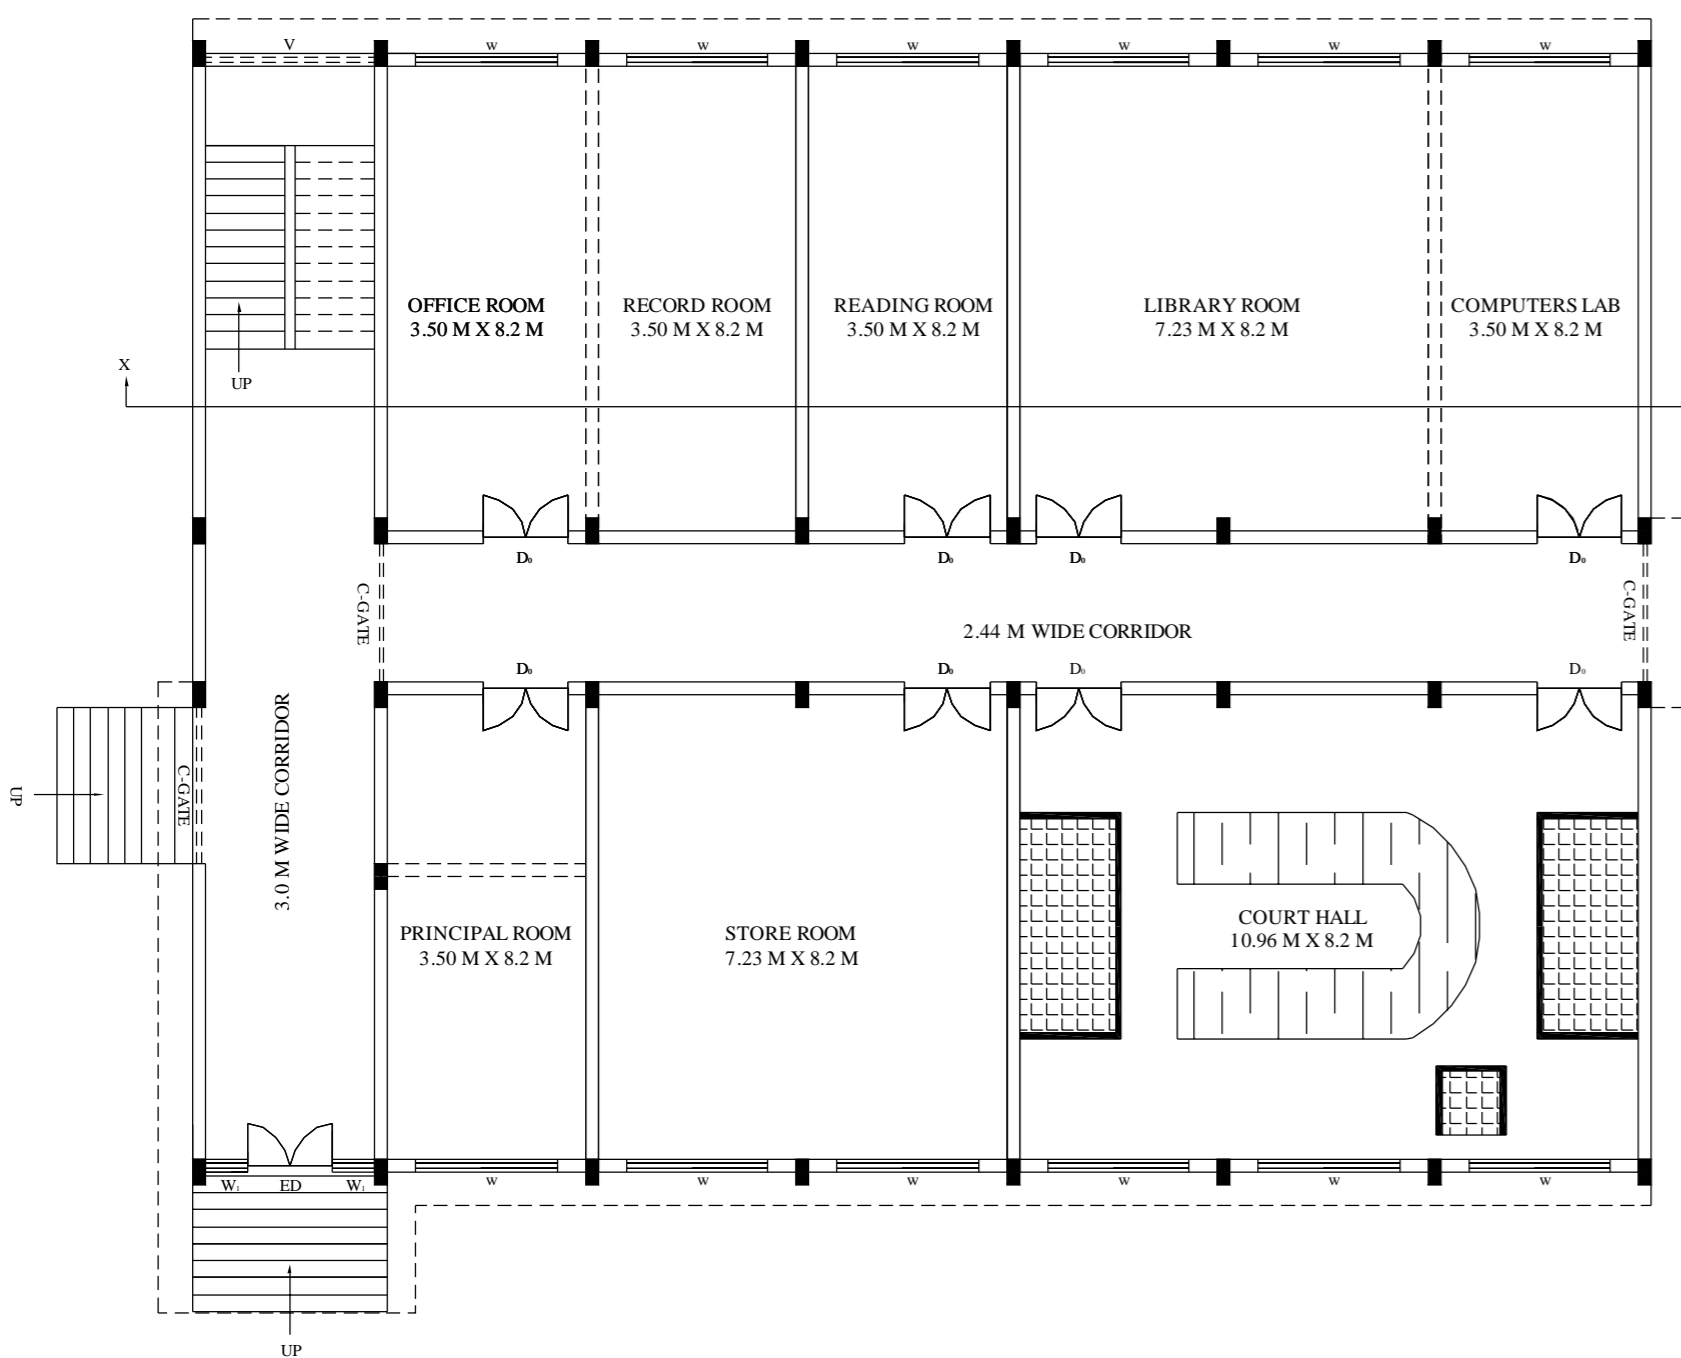 V
w
w
w
w
w
w
OFFICE ROOM
3.50 M X 8.2 M
RECORD ROOM
3.50 M X 8.2 M
READING ROOM
3.50 M X 8.2 M
LIBRARY ROOM
7.23 M X 8.2 M
COMPUTERS LAB
3.50 M X 8.2 M
X
UP
D₀
D₀
D₀
D₀
C-GATE
C-GATE
2.44 M WIDE CORRIDOR
D₀
D₀
D₀
D₀
UP
C-GATE
3.0 M WIDE CORRIDOR
PRINCIPAL ROOM
3.50 M X 8.2 M
STORE ROOM
7.23 M X 8.2 M
COURT HALL
10.96 M X 8.2 M
W₁
ED
W₁
w
w
w
w
w
w
UP